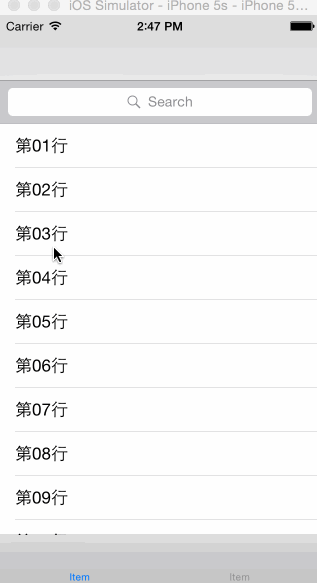 iOS Simulator - iPhone 5s - iPhone 5...
Carrier 2:47 PM
Search
第01行
第02行
第03行
第04行
第05行
第06行
第07行
第08行
第09行
Item Item